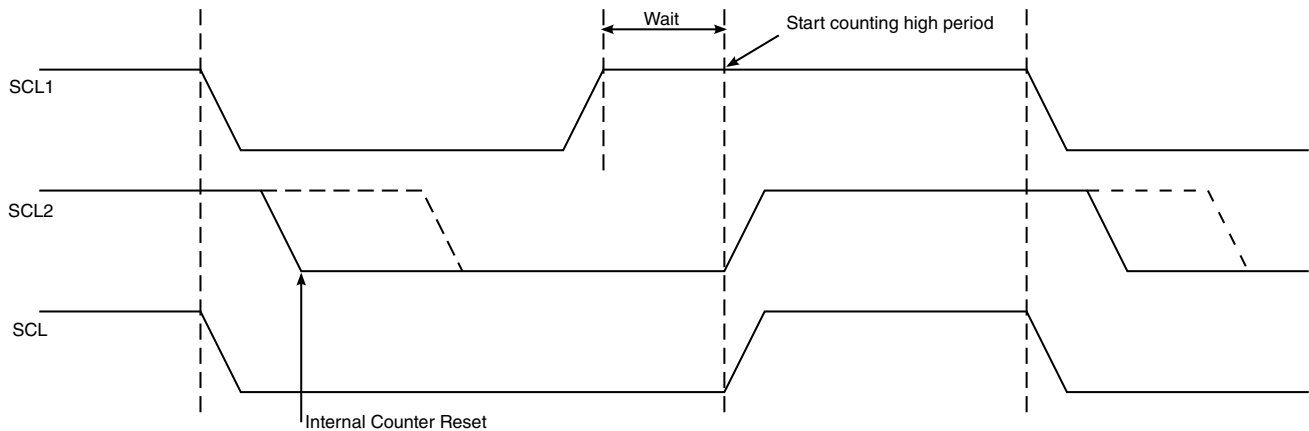 Wait
Start counting high period
SCL1
SCL2
SCL
Internal Counter Reset